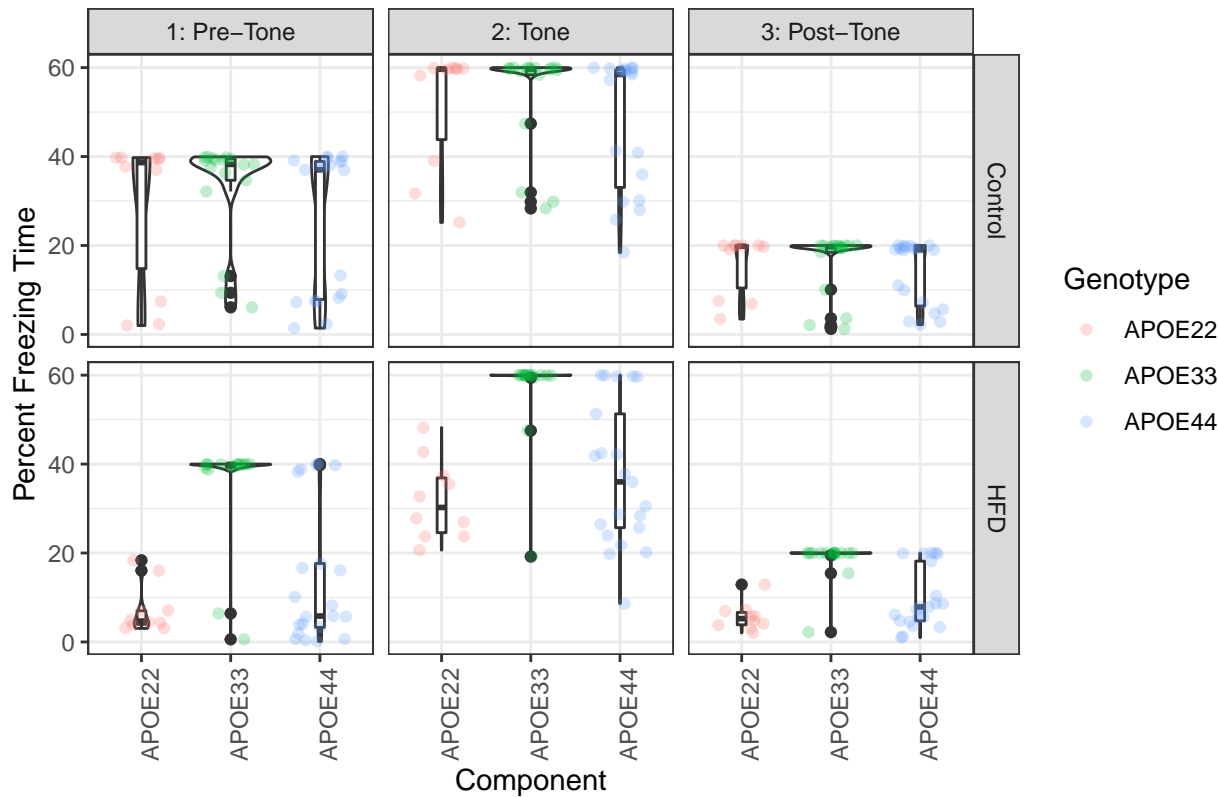 1: Pre−Tone
2: Tone
3: Post−Tone
Percent Freezing Time
60
40
20
0
Control
60
40
20
0
HFD
APOE22
APOE33
APOE44
APOE22
APOE33
APOE44
APOE22
APOE33
APOE44
Component
Genotype
APOE22
APOE33
APOE44